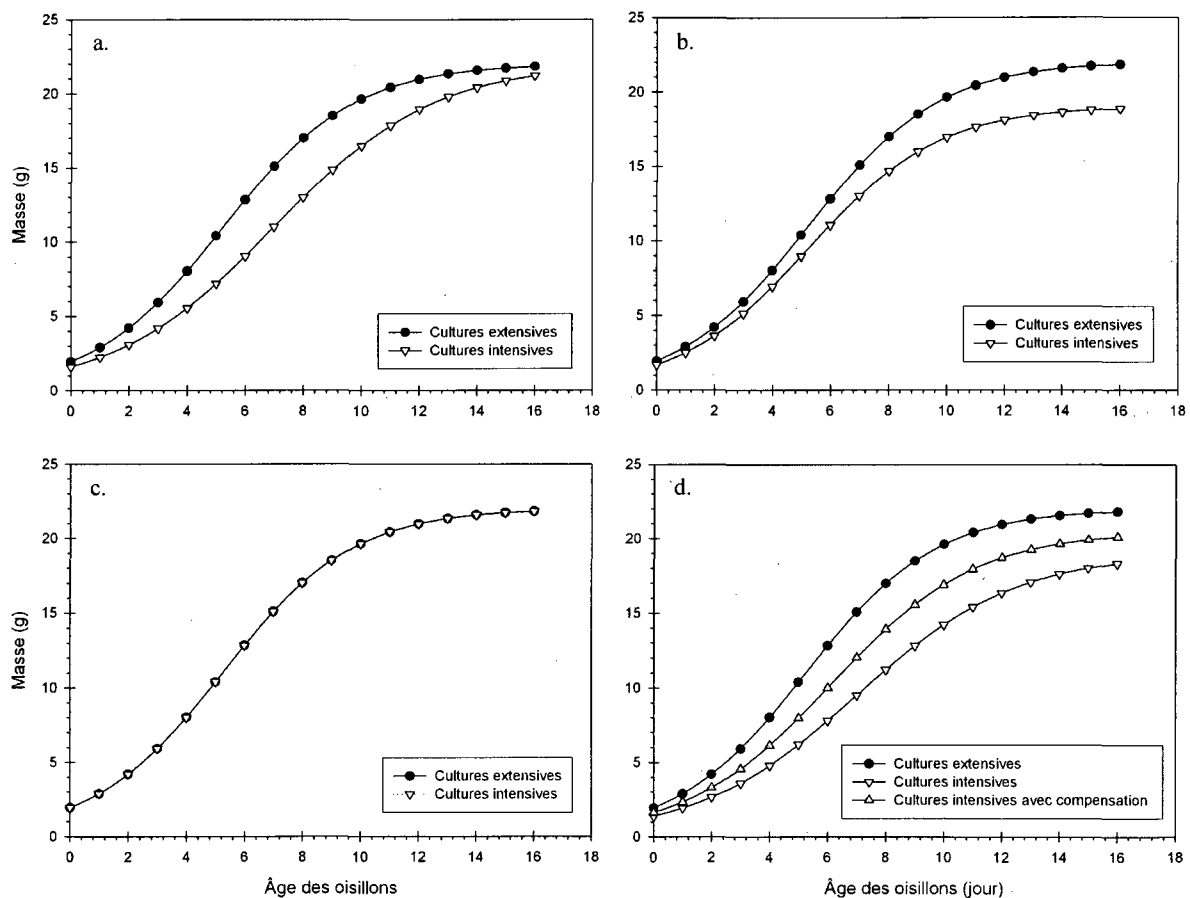 a.
25
20
15
10
5
0
Masse (g)
Cultures extensives
Cultures intensives
0 2 4 6 8 10 12 14 16 18
b.
25
20
15
10
5
0
Cultures extensives
Cultures intensives
0 2 4 6 8 10 12 14 16 18
c.
25
20
15
10
5
0
Masse (g)
Cultures extensives
Cultures intensives
0 2 4 6 8 10 12 14 16 18
Âge des oisillons
d.
25
20
15
10
5
0
Cultures extensives
Cultures intensives
Cultures intensives avec compensation
0 2 4 6 8 10 12 14 16 18
Âge des oisillons (jour)